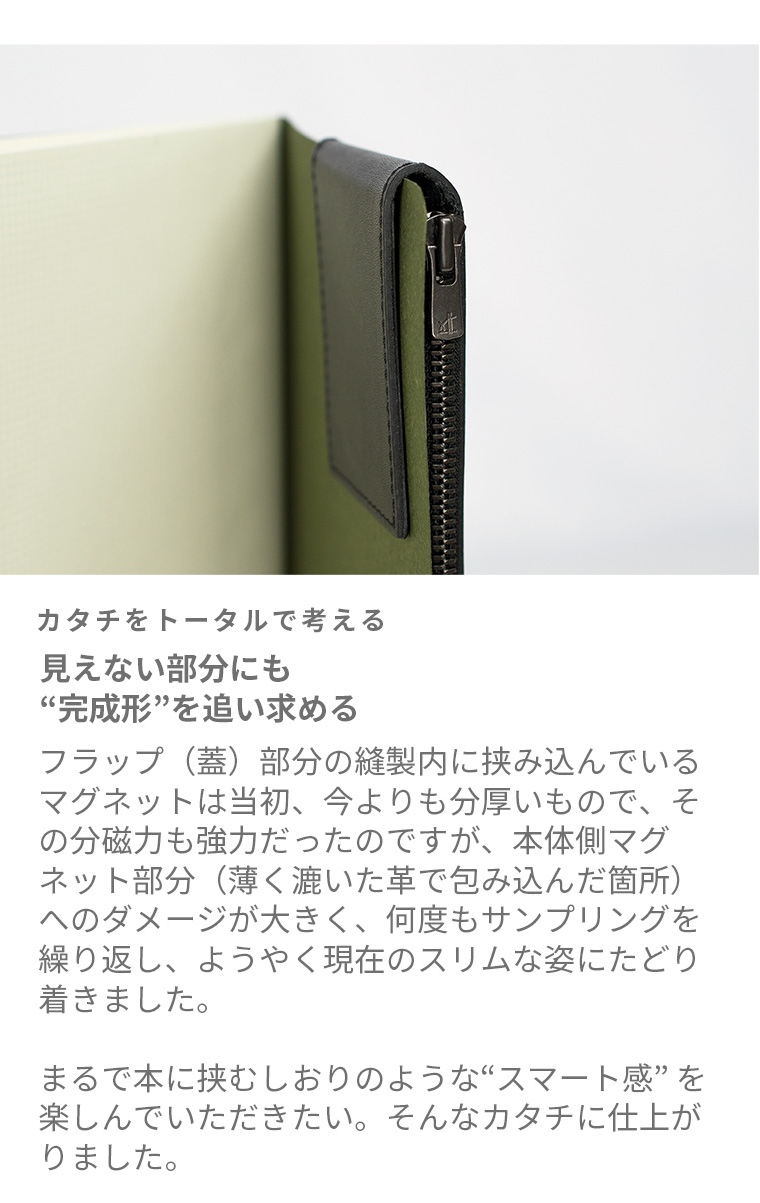 カタチをトータルで考える
見えない部分にも
“完成形”を追い求める
フラップ（蓋）部分の縫製内に挟み込んでいる
マグネットは当初、今よりも分厚いもので、そ
の分磁力も強力だったのですが、本体側マグ
ネット部分（薄く漉いた革で包み込んだ箇所）
へのダメージが大きく、何度もサンプリングを
繰り返し、ようやく現在のスリムな姿にたどり
着きました。
まるで本に挟むしおりのような“スマート感” を
楽しんでいただきたい。そんなカタチに仕上が
りました。